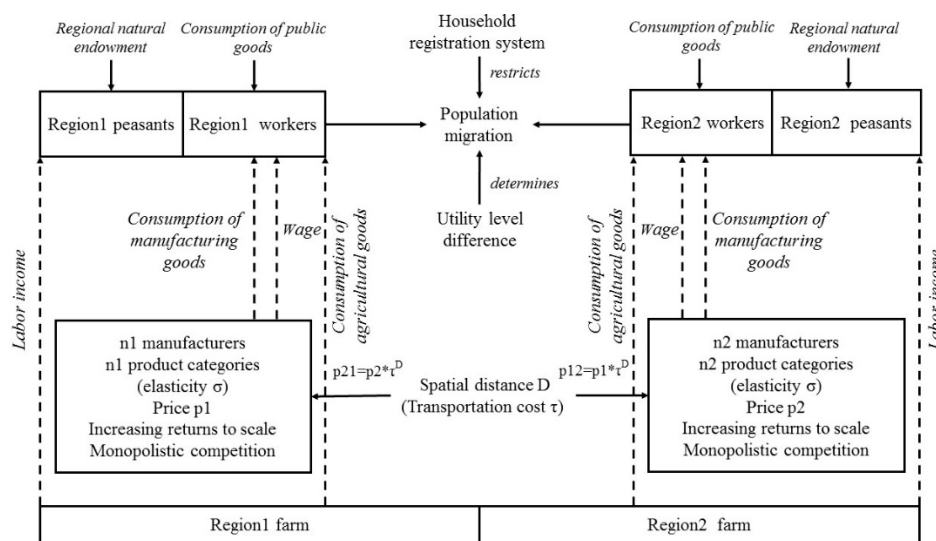 Regional natural
endowment
Consumption of public
goods
Household
registration system
Consumption of public
goods
Regional natural
endowment
restricts
Region1 peasants
Region1 workers
Population
migration
Region2 workers
Region2 peasants
determines
Utility level
difference
Labor income
Consumption of
manufacturing
goods
Wage
Consumption of
agricultural goods
Consumption of
agricultural goods
Wage
Consumption of
manufacturing
goods
Labor income
n1 manufacturers
n1 product categories
(elasticity σ)
Price p1
Increasing returns to scale
Monopolistic competition
p21=p2*τ^D
Spatial distance D
(Transportation cost τ)
p12=p1*τ^D
n2 manufacturers
n2 product categories
(elasticity σ)
Price p2
Increasing returns to scale
Monopolistic competition
Region1 farm
Region2 farm